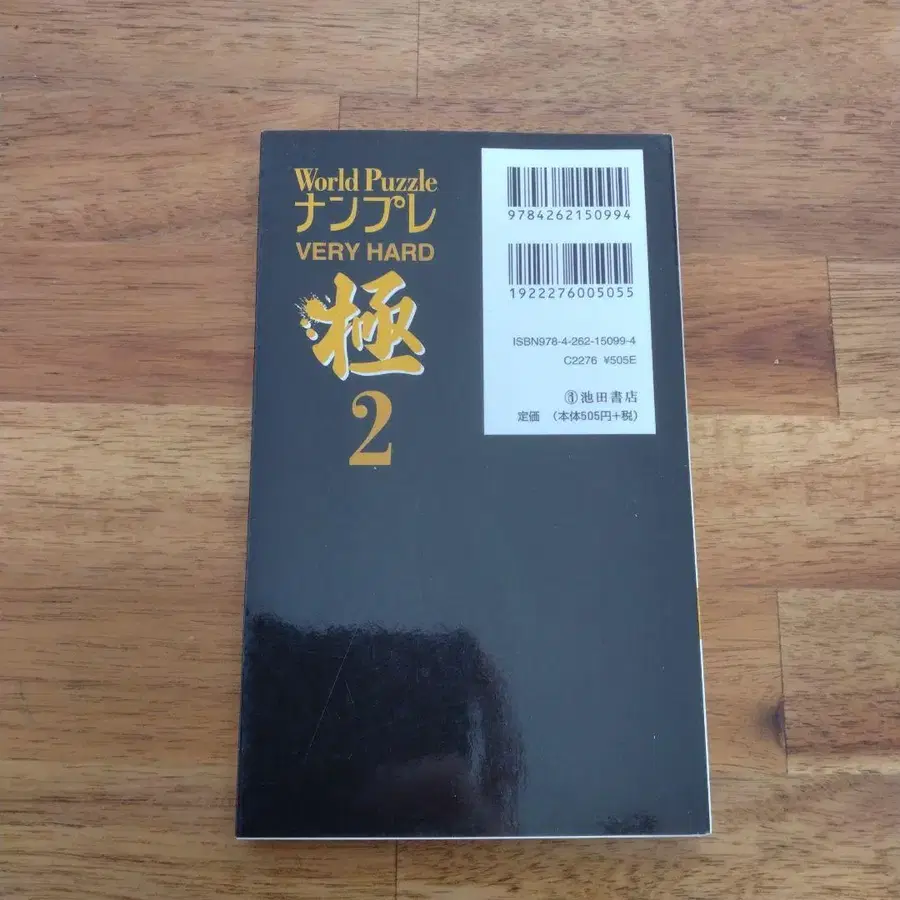 World Puzzle
ナンプレ
VERY HARD
極
2
9784262150994
1922276005055
ISBN978-4-262-15099-4
C2276 ¥505E
池田書店
定価 （本体505円+税）